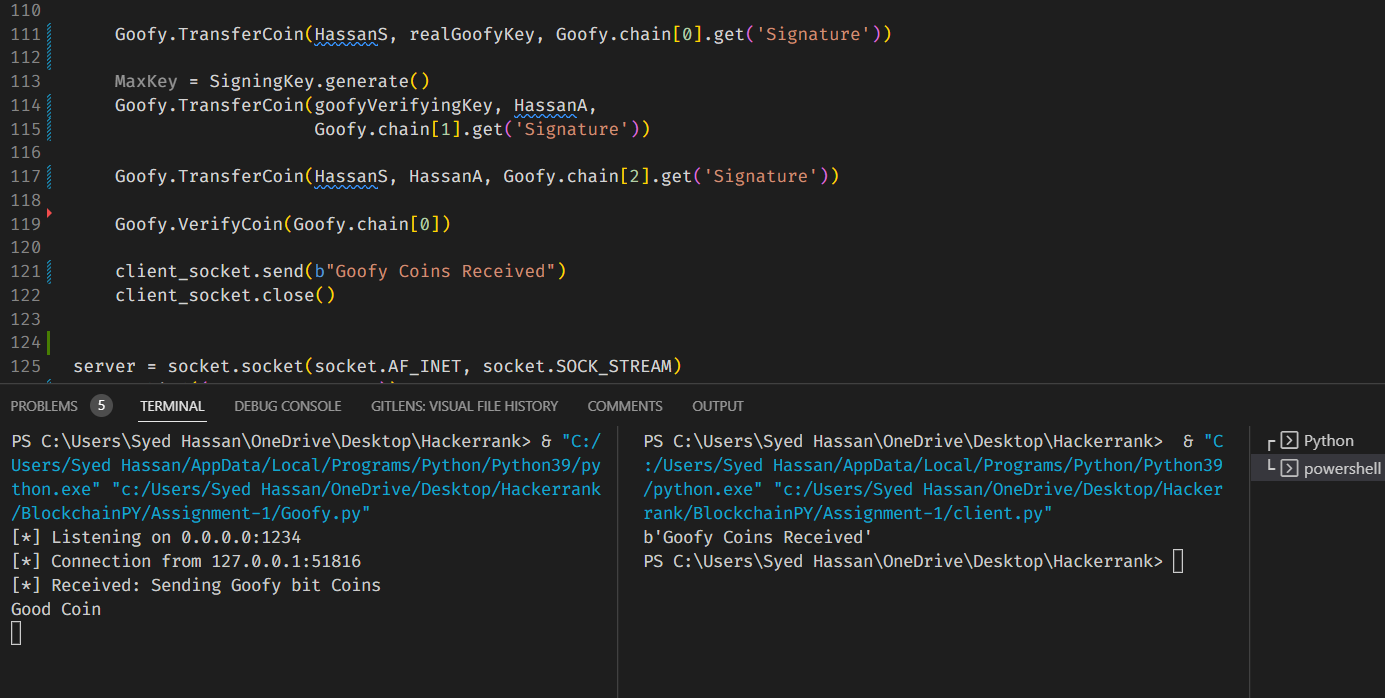 110
111 Goofy.TransferCoin(HassanS, realGoofyKey, Goofy.chain[0].get('Signature'))
112
113 MaxKey = SigningKey.generate()
114 Goofy.TransferCoin(goofyVerifyingKey, HassanA,
115 Goofy.chain[1].get('Signature'))
116
117 Goofy.TransferCoin(HassanS, HassanA, Goofy.chain[2].get('Signature'))
118
119 Goofy.VerifyCoin(Goofy.chain[0])
120
121 client_socket.send(b"Goofy Coins Received")
122 client_socket.close()
123
124
125 server = socket.socket(socket.AF_INET, socket.SOCK_STREAM)
PROBLEMS 5 TERMINAL DEBUG CONSOLE GITLENS: VISUAL FILE HISTORY COMMENTS OUTPUT
PS C:\Users\Syed Hassan\OneDrive\Desktop\Hackerrank> & "C:/
Users/Syed Hassan/AppData/Local/Programs/Python/Python39/py
thon.exe" "c:/Users/Syed Hassan/OneDrive/Desktop/Hackerrank
/BlockchainPY/Assignment-1/Goofy.py"
[*] Listening on 0.0.0.0:1234
[*] Connection from 127.0.0.1:51816
[*] Received: Sending Goofy bit Coins
Good Coin
PS C:\Users\Syed Hassan\OneDrive\Desktop\Hackerrank> & "C
:/Users/Syed Hassan/AppData/Local/Programs/Python/Python39
/python.exe" "c:/Users/Syed Hassan/OneDrive/Desktop/Hacker
rank/BlockchainPY/Assignment-1/client.py"
b'Goofy Coins Received'
PS C:\Users\Syed Hassan\OneDrive\Desktop\Hackerrank>
Python
powershell